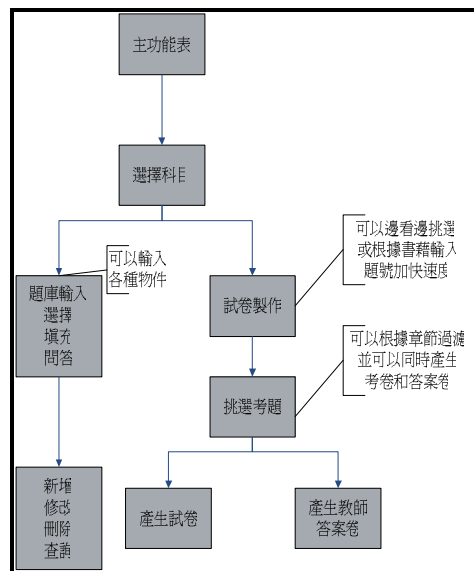 主功能表
選擇科目
可以輸入
各種物件
題庫輸入
選擇
填充
問答
可以邊看邊挑選
或根據書藉輸入
題號加快速度
試卷製作
可以根據章節過濾
並可以同時產生
考卷和答案卷
挑選考題
新增
修改
刪除
查詢
產生試卷
產生教師
答案卷